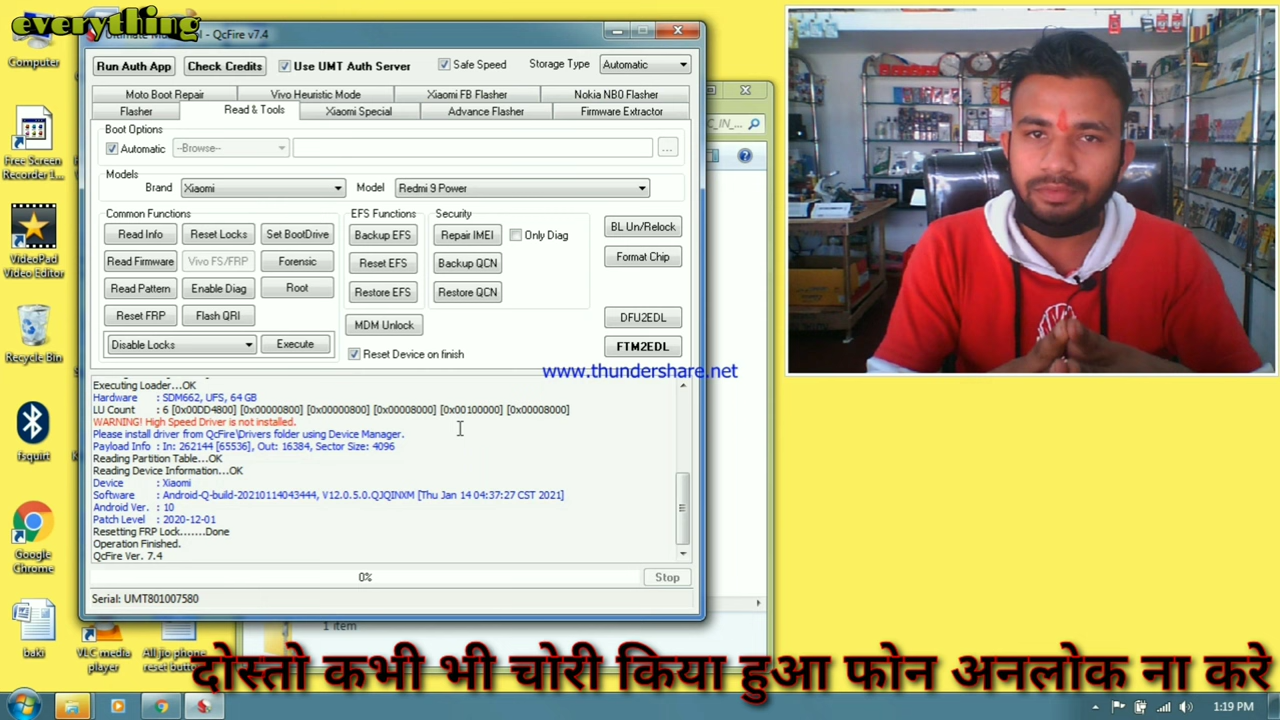 everything
Ultimate Mu - QcFire v7.4
Run Auth App
Check Credits
Use UMT Auth Server
Safe Speed
Storage Type
Automatic
Moto Boot Repair
Vivo Heuristic Mode
Xiaomi FB Flasher
Nokia NB0 Flasher
Flasher
Read & Tools
Xiaomi Special
Advance Flasher
Firmware Extractor
Boot Options
Automatic
--Browse--
...
Models
Brand
Xiaomi
Model
Redmi 9 Power
Common Functions
EFS Functions
Security
Read Info
Reset Locks
Set BootDrive
Backup EFS
Repair IMEI
Only Diag
BL Un/Relock
Read Firmware
Vivo FS/FRP
Forensic
Reset EFS
Backup QCN
Format Chip
Read Pattern
Enable Diag
Root
Restore EFS
Restore QCN
Reset FRP
Flash QRI
MDM Unlock
DFU2EDL
Disable Locks
Execute
Reset Device on finish
FTM2EDL
www.thundershare.net
Executing Loader...OK
Hardware : SDM662, UFS, 64 GB
LU Count : 6 [0x00DD4800] [0x00000800] [0x00000800] [0x00008000] [0x00100000] [0x00008000]
WARNING! High Speed Driver is not installed.
Please install driver from QcFire\Drivers folder using Device Manager.
Payload Info : In: 262144 [65536], Out: 16384, Sector Size: 4096
Reading Partition Table...OK
Reading Device Information...OK
Device : Xiaomi
Software : Android-Q-build-20210114043444, V12.0.5.0.QJQINXM [Thu Jan 14 04:37:27 CST 2021]
Android Ver. : 10
Patch Level : 2020-12-01
Resetting FRP Lock.......Done
Operation Finished.
QcFire Ver. 7.4
0%
Stop
Serial: UMT801007580
C_IN_...
1 item
Computer
Free Screen
Recorder 1...
VideoPad
Video Editor
Recycle Bin
fsquirt
Google
Chrome
baki
VLC media
player
All jio phone
reset butto
दोस्तो कभी भी चोरी किया हुआ फोन अनलोक ना करे
1:19 PM